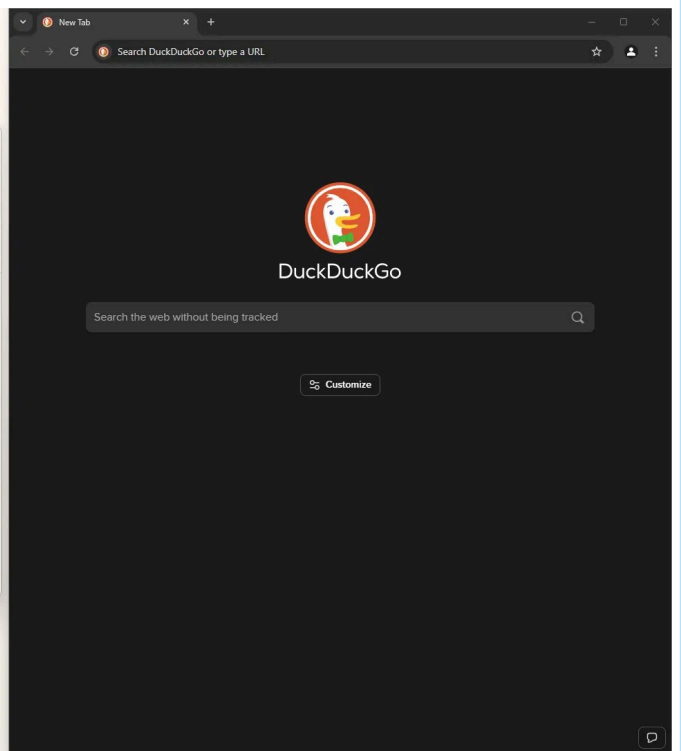 New Tab
Search DuckDuckGo or type a URL
DuckDuckGo
Search the web without being tracked
Customize